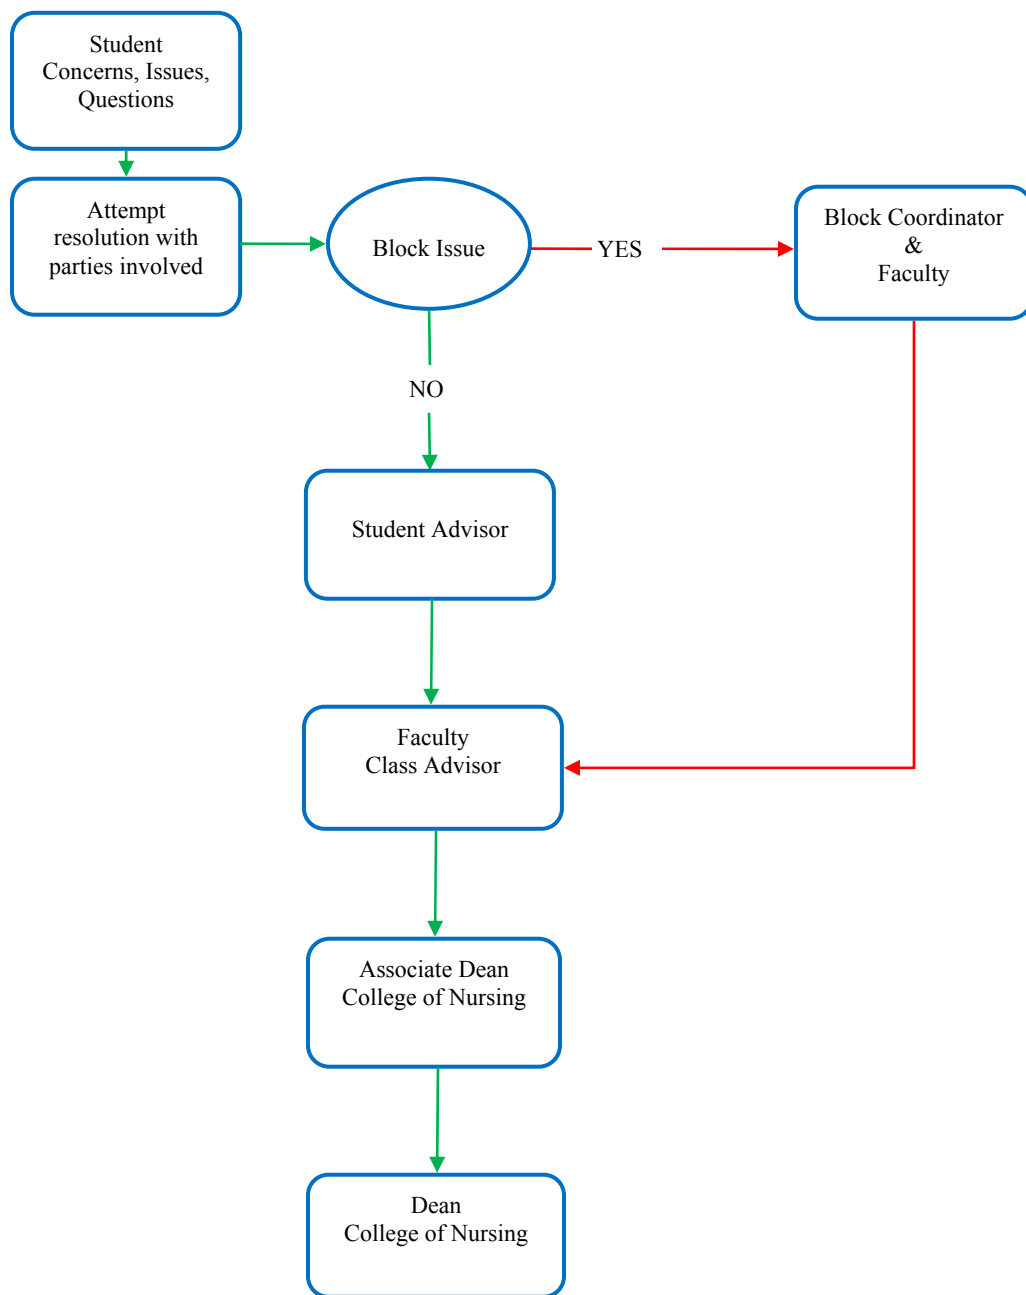 Student
Concerns, Issues,
Questions
Attempt
resolution with
parties involved
Block Issue
YES
Block Coordinator
&
Faculty
NO
Student Advisor
Faculty
Class Advisor
Associate Dean
College of Nursing
Dean
College of Nursing